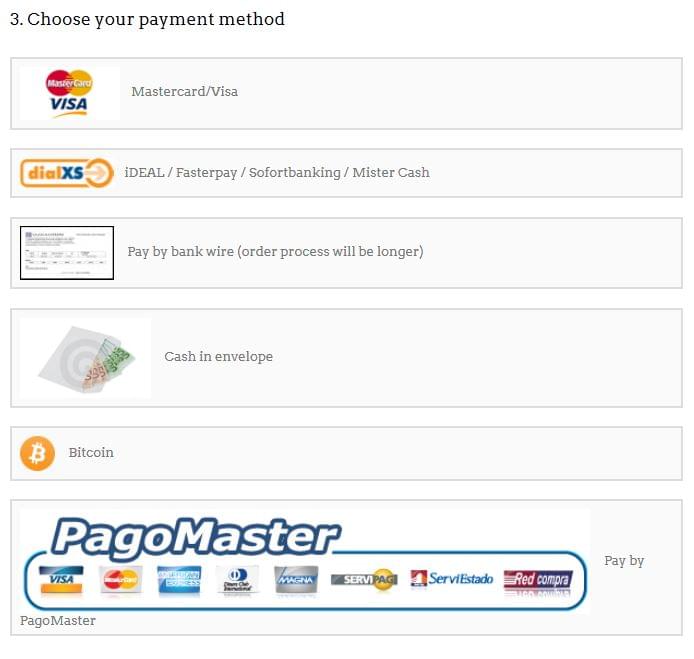 3. Choose your payment method
MasterCard
VISA
Mastercard/Visa
dialXS
iDEAL / Fasterpay / Sofortbanking / Mister Cash
Pay by bank wire (order process will be longer)
Cash in envelope
Bitcoin
PagoMaster
VISA MasterCard AMERICAN EXPRESS Diners Club International MAGNA SERVIPAG ServiEstado Red compra
Pay by
PagoMaster